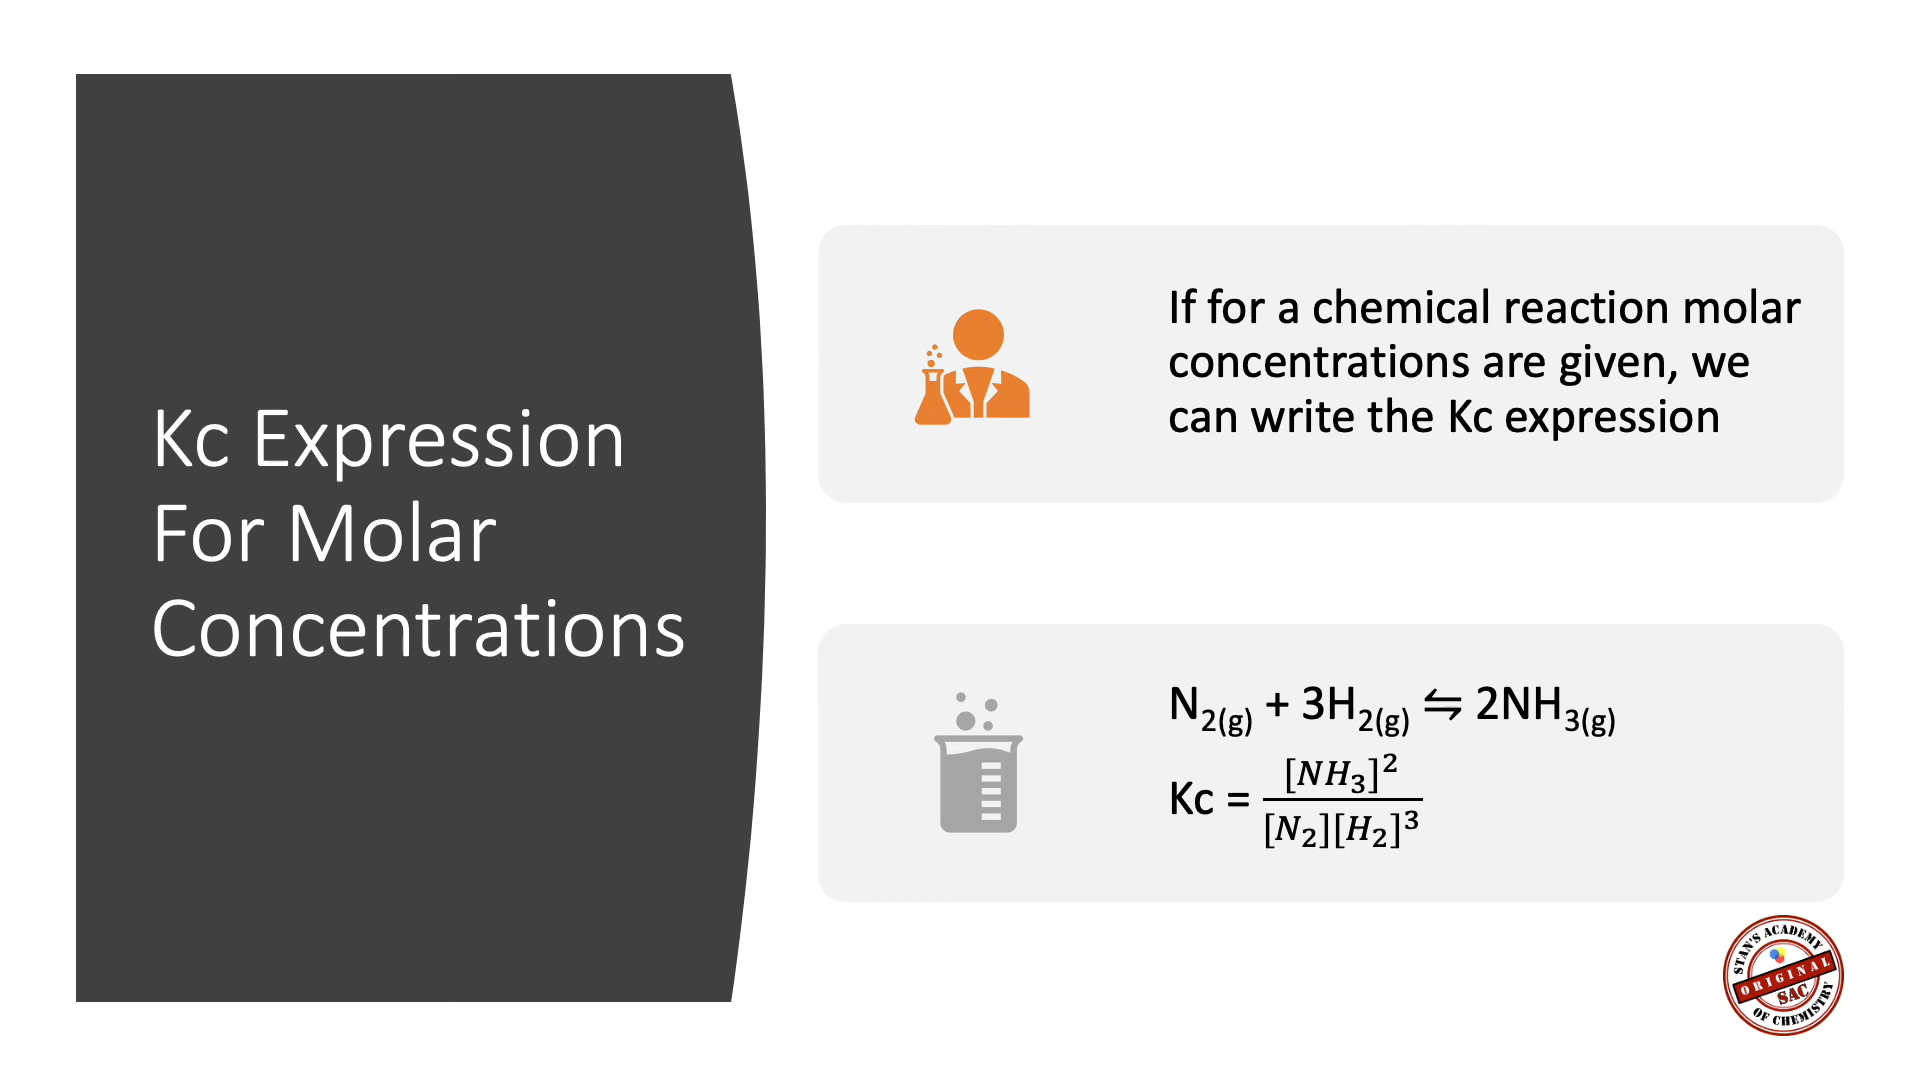 Kc Expression
For Molar
Concentrations
If for a chemical reaction molar
concentrations are given, we
can write the Kc expression
N₂(g) + 3H₂(g) ⇋ 2NH₃(g)
Kc = [NH₃]²/[N₂][H₂]³
STAN'S ACADEMY
ORIGINAL
SAC
OF CHEMISTRY